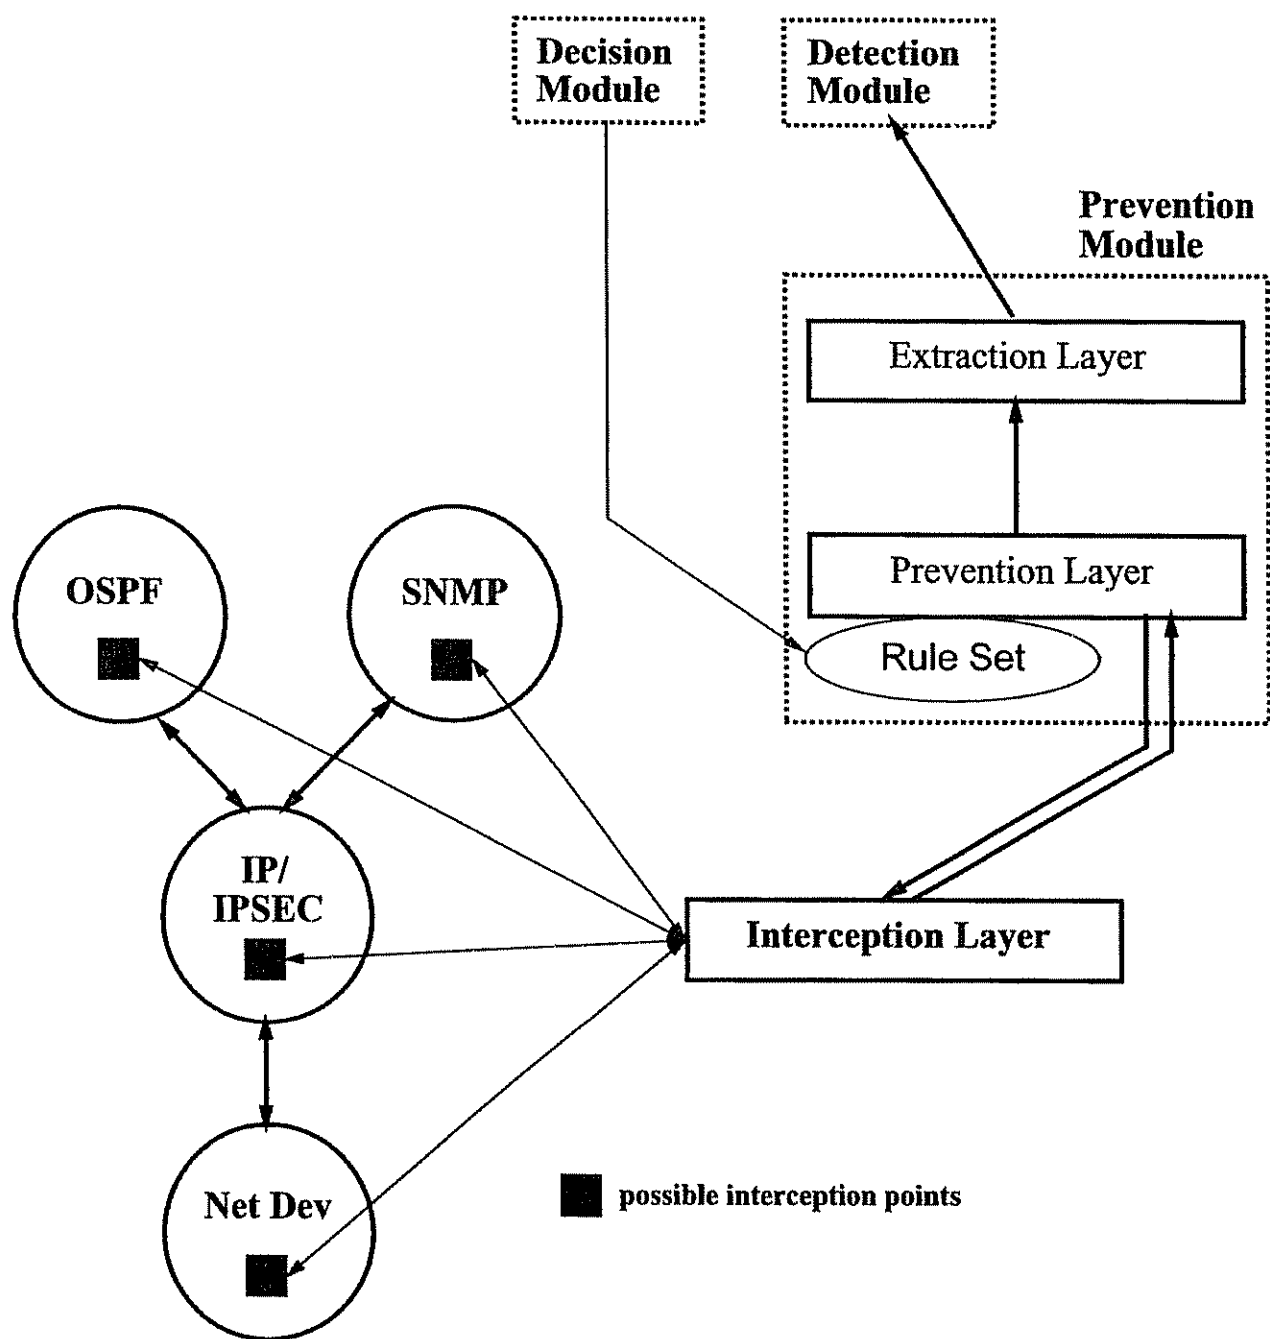 Decision
Module
Detection
Module
Prevention
Module
Extraction Layer
Prevention Layer
Rule Set
OSPF
SNMP
IP/
IPSEC
Interception Layer
Net Dev
possible interception points